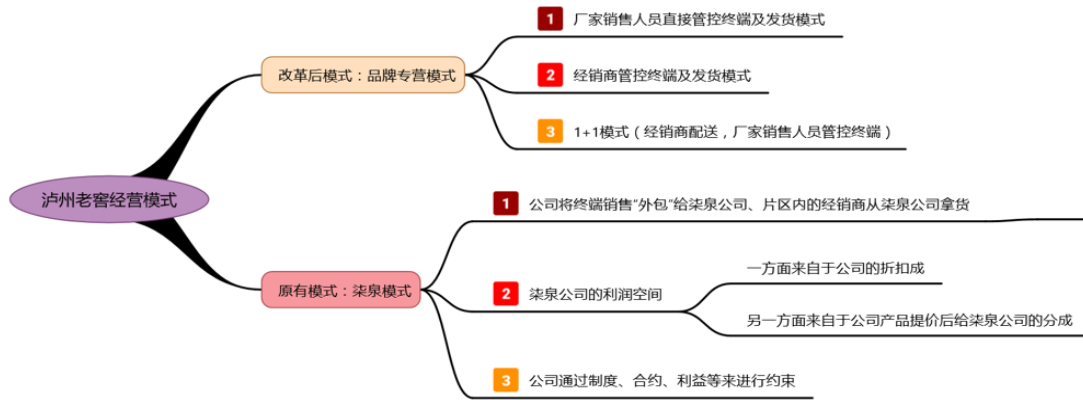 泸州老窖经营模式
改革后模式：品牌专营模式
1 厂家销售人员直接管控终端及发货模式
2 经销商管控终端及发货模式
3 1+1模式（经销商配送，厂家销售人员管控终端）
原有模式：柒泉模式
1 公司将终端销售“外包”给柒泉公司、片区内的经销商从柒泉公司拿货
2 柒泉公司的利润空间
一方面来自于公司的折扣成
另一方面来自于公司产品提价后给柒泉公司的分成
3 公司通过制度、合约、利益等来进行约束